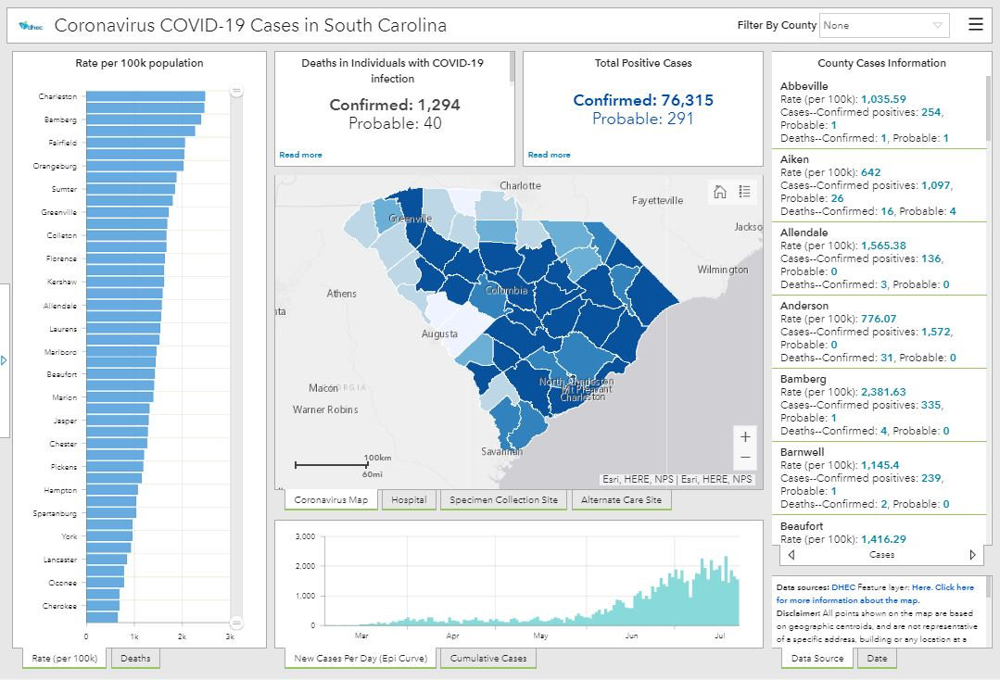 dhec
Coronavirus COVID-19 Cases in South Carolina
Filter By County
None
Rate per 100k population
Charleston
Bamberg
Fairfield
Orangeburg
Sumter
Greenville
Colleton
Florence
Kershaw
Allendale
Laurens
Marlboro
Beaufort
Marion
Jasper
Chester
Pickens
Hampton
Spartanburg
York
Lancaster
Oconee
Cherokee
0 1k 2k 3k
Rate (per 100k)
Deaths
Deaths in Individuals with COVID-19
infection
Confirmed: 1,294
Probable: 40
Read more
Total Positive Cases
Confirmed: 76,315
Probable: 291
Read more
Charlotte
Fayetteville
Jackso
Greenville
Wilmington
Columbia
Athens
nta
Augusta
North Charleston
Mt Pleasant
Charleston
Macon
GEORGIA
Warner Robins
Savannah
100km
60mi
+
−
Esri, HERE, NPS | Esri, HERE, NPS
Coronavirus Map
Hospital
Specimen Collection Site
Alternate Care Site
3,000
2,000
1,000
0
Mar Apr May Jun Jul
New Cases Per Day (Epi Curve)
Cumulative Cases
County Cases Information
Abbeville
Rate (per 100k): 1,035.59
Cases--Confirmed positives: 254,
Probable: 1
Deaths--Confirmed: 1, Probable: 1
Aiken
Rate (per 100k): 642
Cases--Confirmed positives: 1,097,
Probable: 26
Deaths--Confirmed: 16, Probable: 4
Allendale
Rate (per 100k): 1,565.38
Cases--Confirmed positives: 136,
Probable: 0
Deaths--Confirmed: 3, Probable: 0
Anderson
Rate (per 100k): 776.07
Cases--Confirmed positives: 1,572,
Probable: 0
Deaths--Confirmed: 31, Probable: 0
Bamberg
Rate (per 100k): 2,381.63
Cases--Confirmed positives: 335,
Probable: 1
Deaths--Confirmed: 4, Probable: 0
Barnwell
Rate (per 100k): 1,145.4
Cases--Confirmed positives: 239,
Probable: 1
Deaths--Confirmed: 2, Probable: 0
Beaufort
Rate (per 100k): 1,416.29
Cases
Data sources: DHEC Feature layer: Here. Click here
for more information about the map.
Disclaimer: All points shown on the map are based
on geographic centroids, and are not representative
of a specific address, building or any location at a
Data Source
Date